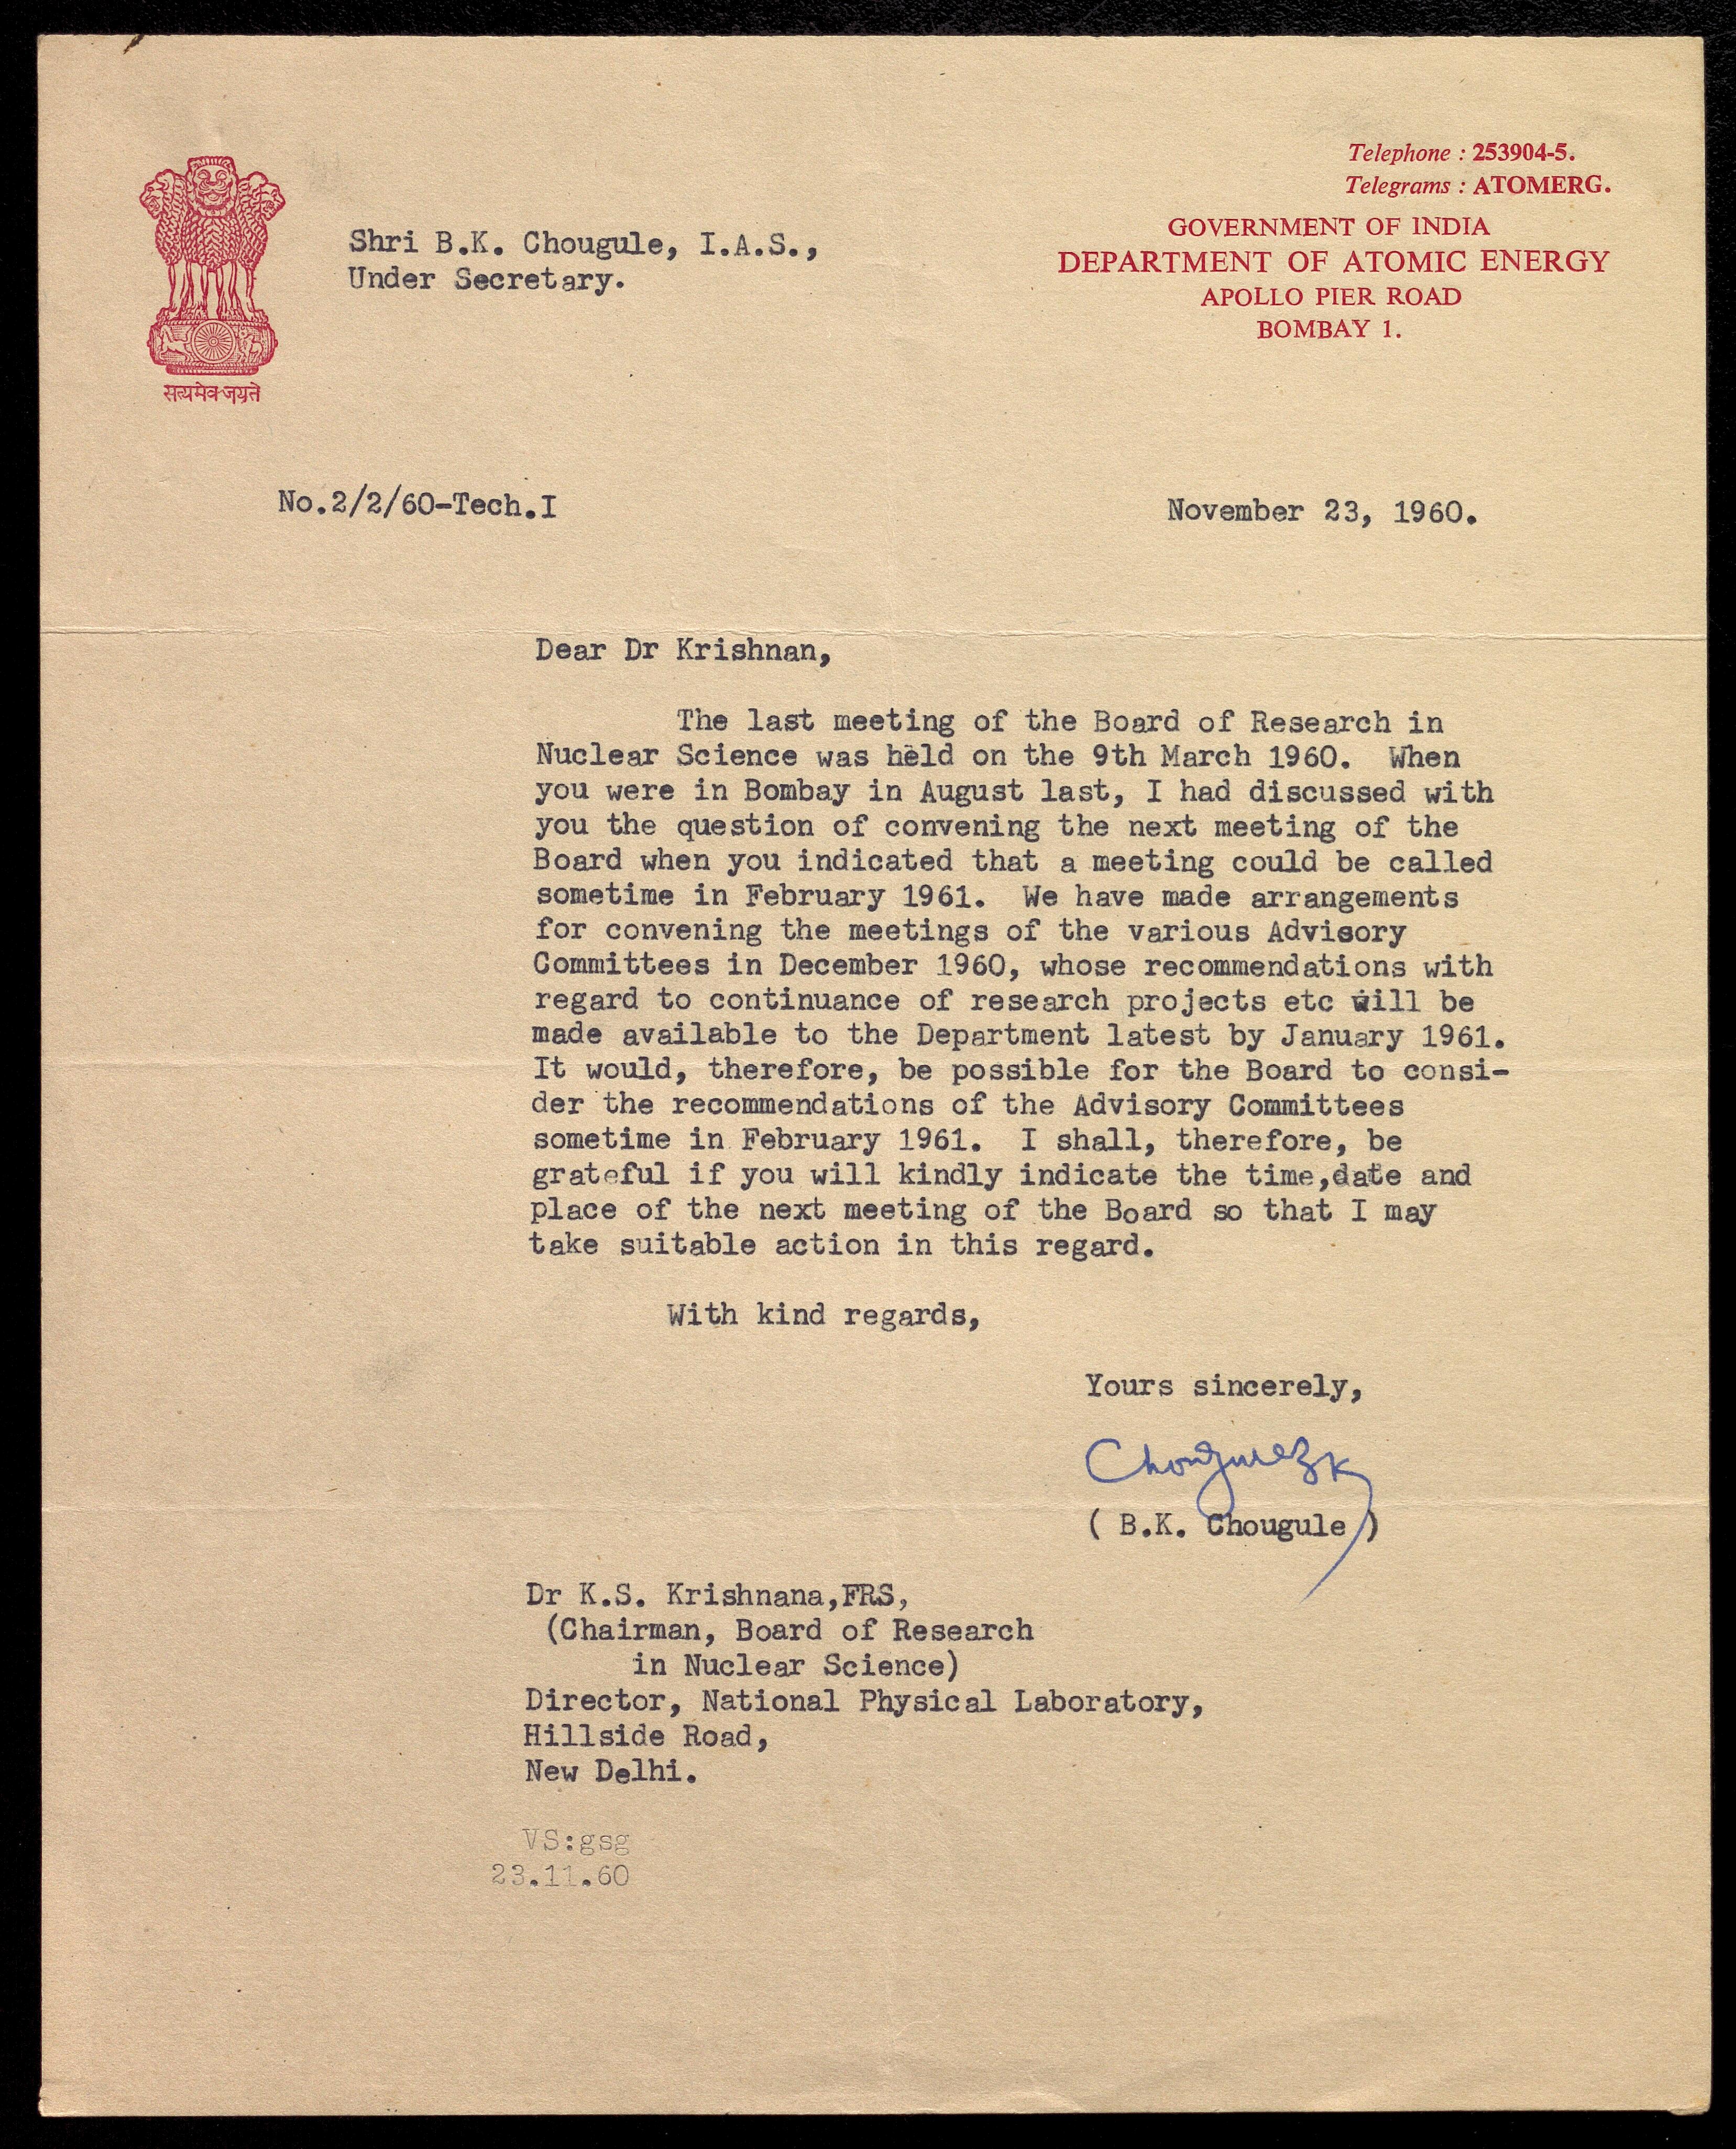 Telephone : 253904-5.
Telegrams : ATOMERG.
GOVERNMENT OF INDIA
DEPARTMENT OF ATOMIC ENERGY
APOLLO PIER ROAD
BOMBAY 1.
Shri B.K. Chougule, I.A.S.,
Under Secretary.
सत्यमेव जयते
No.2/2/60-Tech.I
November 23, 1960.
Dear Dr Krishnan,
The last meeting of the Board of Research in
Nuclear Science was held on the 9th March 1960. When
you were in Bombay in August last, I had discussed with
you the question of convening the next meeting of the
Board when you indicated that a meeting could be called
sometime in February 1961. We have made arrangements
for convening the meetings of the various Advisory
Committees in December 1960, whose recommendations with
regard to continuance of research projects etc will be
made available to the Department latest by January 1961.
It would, therefore, be possible for the Board to consi-
der the recommendations of the Advisory Committees
sometime in February 1961. I shall, therefore, be
grateful if you will kindly indicate the time,date and
place of the next meeting of the Board so that I may
take suitable action in this regard.
With kind regards,
Yours sincerely,
ChouguleBK
( B.K. Chougule )
Dr K.S. Krishnana,FRS,
(Chairman, Board of Research
in Nuclear Science)
Director, National Physical Laboratory,
Hillside Road,
New Delhi.
VS:gsg
23.11.60